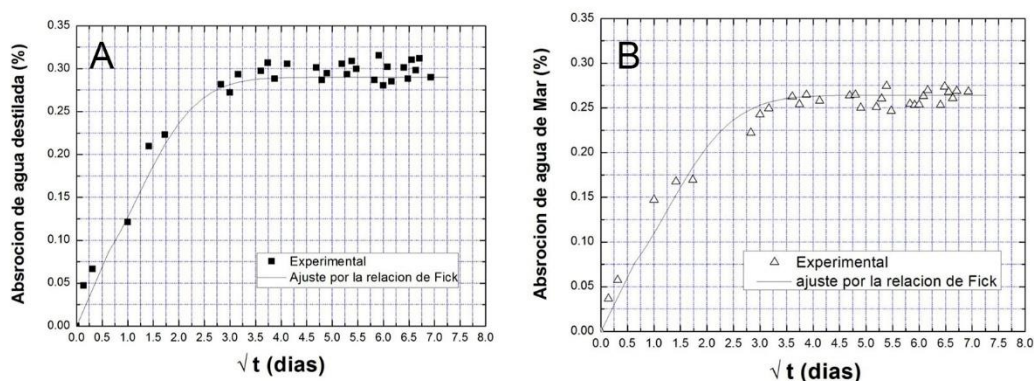 A
Absrocion de agua destilada (%)
0.35
0.30
0.25
0.20
0.15
0.10
0.05
0.00
Experimental
Ajuste por la relacion de Fick
0.0 0.5 1.0 1.5 2.0 2.5 3.0 3.5 4.0 4.5 5.0 5.5 6.0 6.5 7.0 7.5 8.0
√ t (dias)
B
Absrocion de agua de Mar (%)
0.35
0.30
0.25
0.20
0.15
0.10
0.05
0.00
Experimental
ajuste por la relacion de Fick
0.0 0.5 1.0 1.5 2.0 2.5 3.0 3.5 4.0 4.5 5.0 5.5 6.0 6.5 7.0 7.5 8.0
√ t (dias)